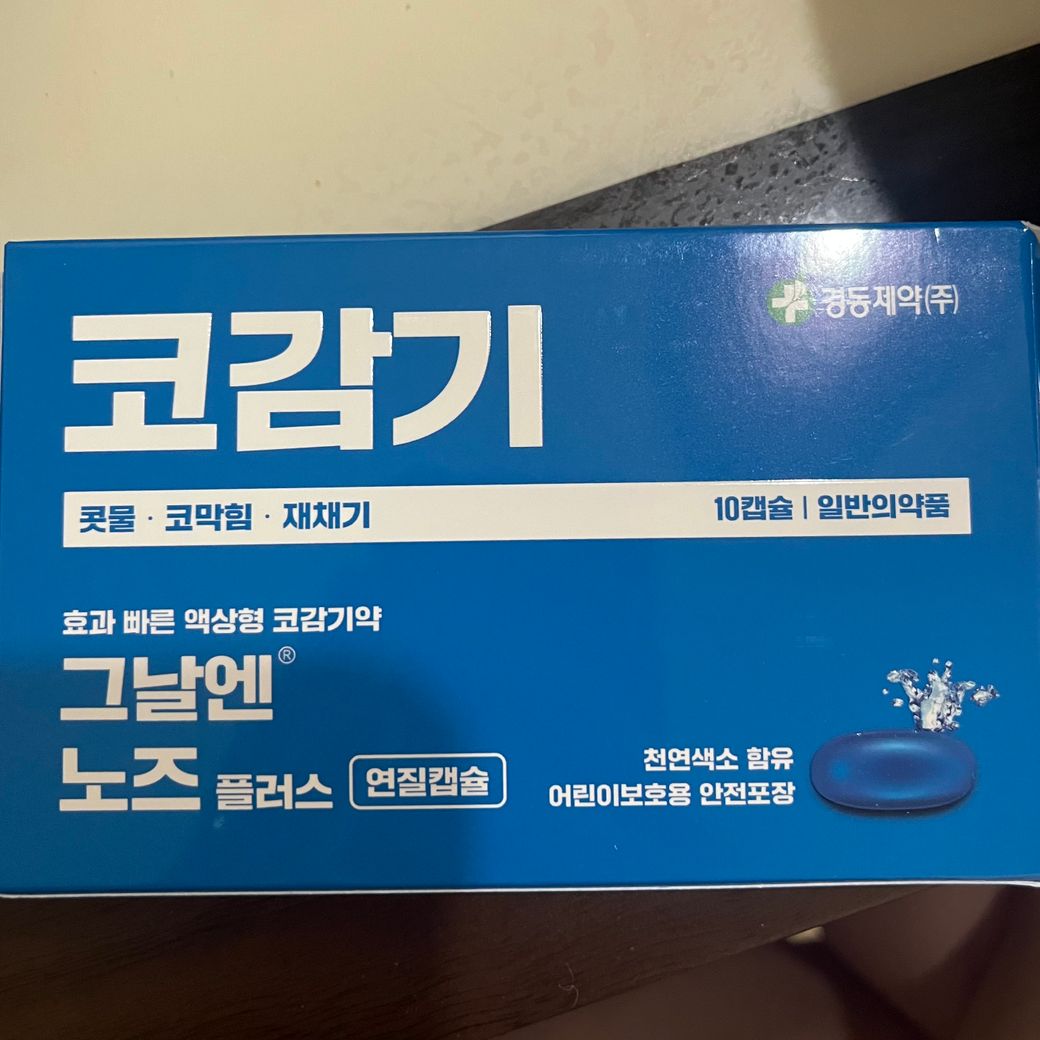 경동제약(주)
코감기
콧물 · 코막힘 · 재채기
10캡슐 | 일반의약품
효과 빠른 액상형 코감기약
그날엔®
노즈 플러스 연질캡슐
천연색소 함유
어린이보호용 안전포장